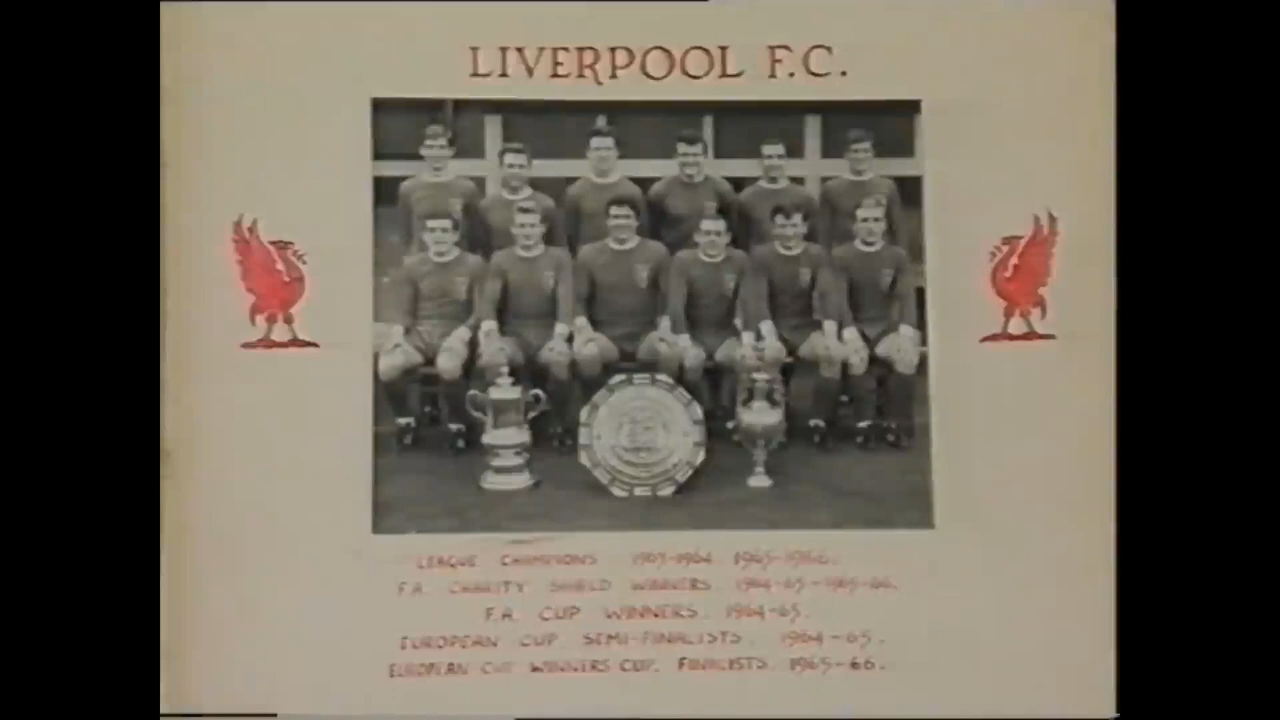 LIVERPOOL F.C.
LEAGUE CHAMPIONS 1963-1964 1965-1966.
F.A. CHARITY SHIELD WINNERS. 1964-65-1965-66.
F.A. CUP WINNERS. 1964-65.
EUROPEAN CUP SEMI-FINALISTS. 1964-65.
EUROPEAN CUP WINNERS CUP. FINALISTS 1965-66.